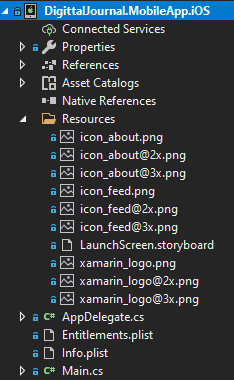 DigittalJournal.MobileApp.iOS
Connected Services
Properties
References
Asset Catalogs
Native References
Resources
icon_about.png
icon_about@2x.png
icon_about@3x.png
icon_feed.png
icon_feed@2x.png
icon_feed@3x.png
LaunchScreen.storyboard
xamarin_logo.png
xamarin_logo@2x.png
xamarin_logo@3x.png
C# AppDelegate.cs
Entitlements.plist
Info.plist
C# Main.cs